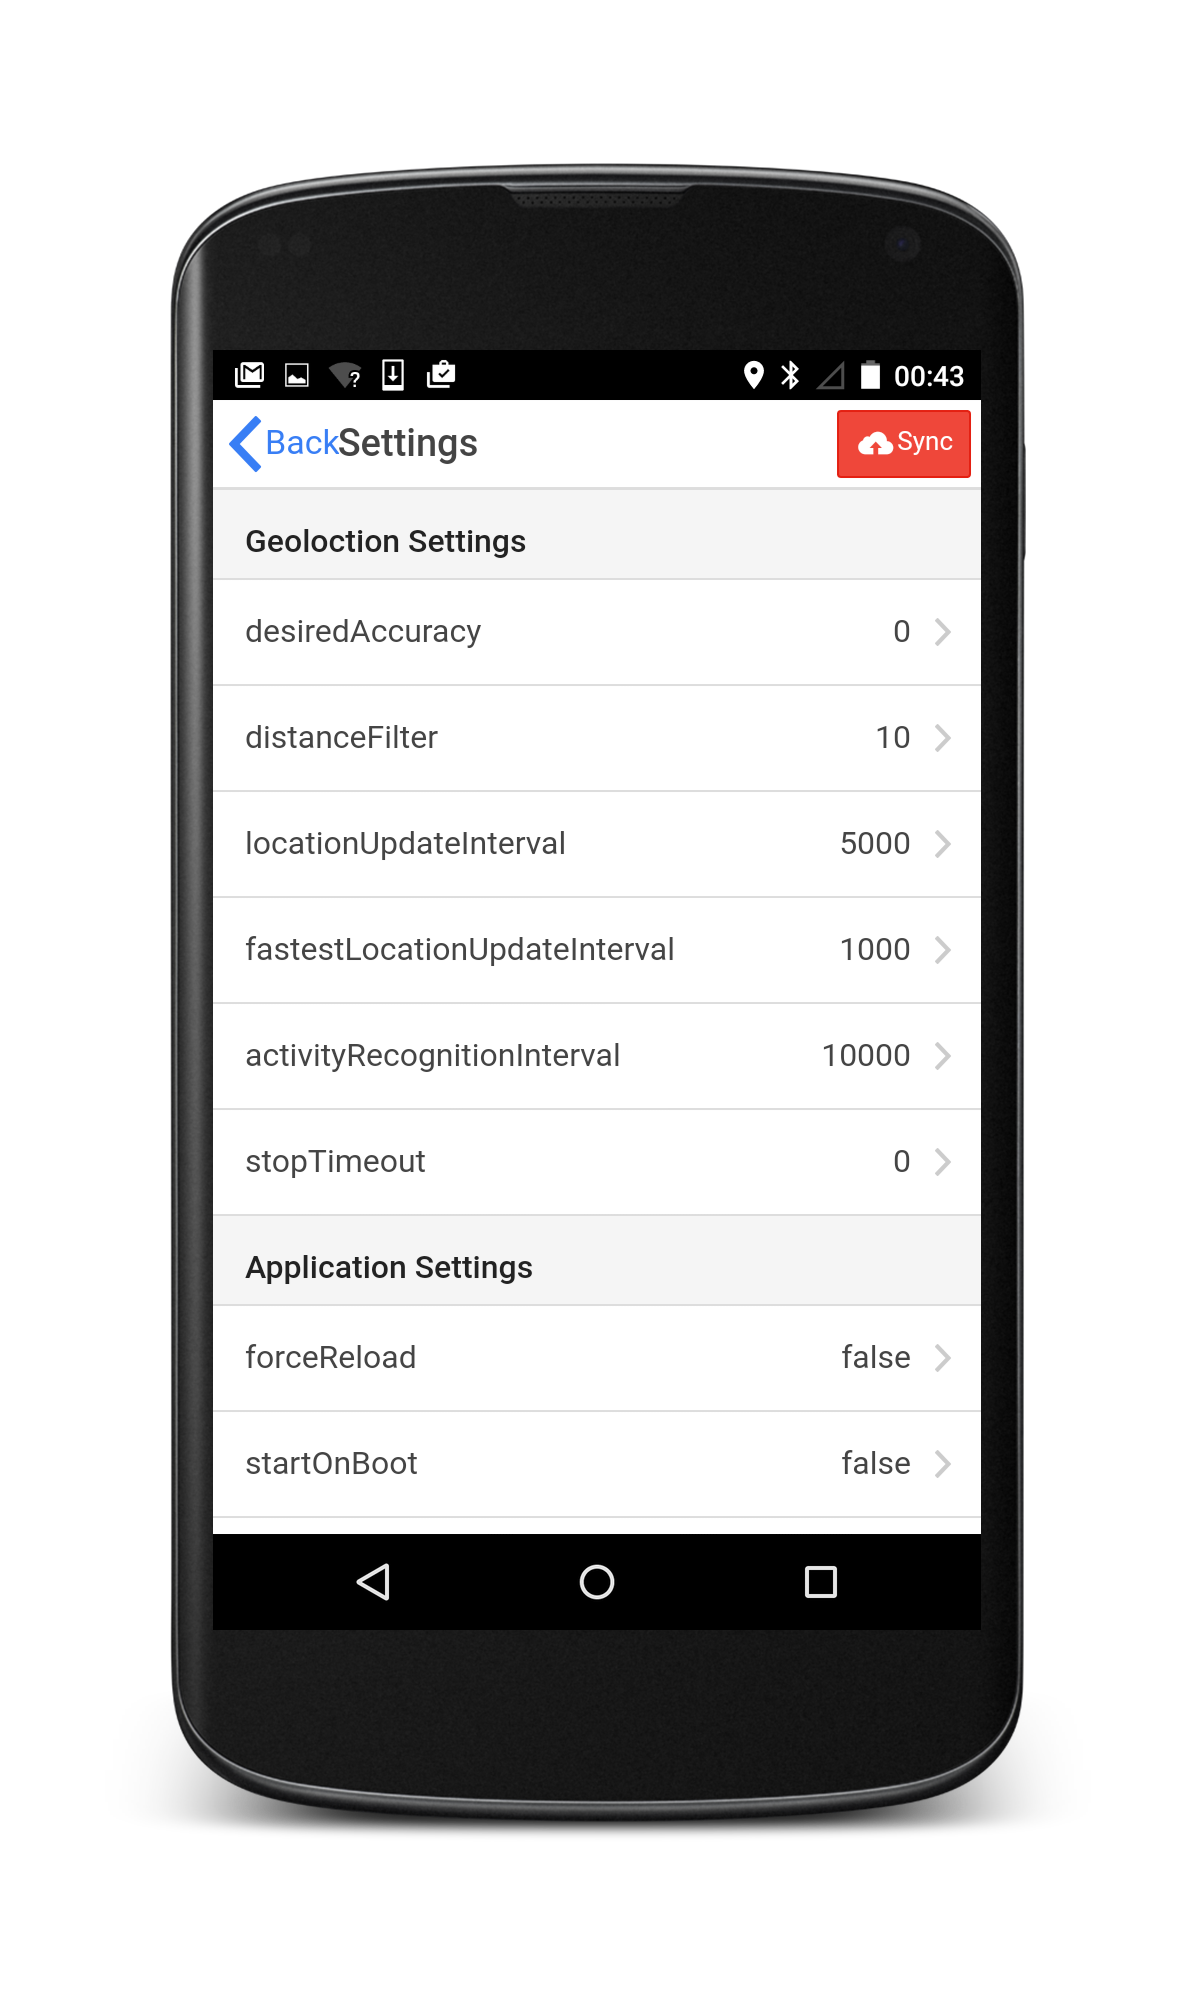 00:43
Back Settings Sync
Geoloction Settings
desiredAccuracy 0
distanceFilter 10
locationUpdateInterval 5000
fastestLocationUpdateInterval 1000
activityRecognitionInterval 10000
stopTimeout 0
Application Settings
forceReload false
startOnBoot false